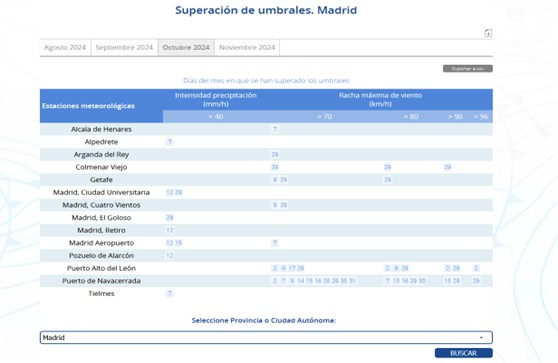 Superación de umbrales. Madrid
Agosto 2024 Septiembre 2024 Octubre 2024 Noviembre 2024
Exportar a csv
Días del mes en que se han superado los umbrales
Estaciones meteorológicas Intensidad precipitación (mm/h) Racha máxima de viento (km/h)
> 40 > 70 > 80 > 90 > 96
Alcala de Henares 7
Alpedrete 7
Arganda del Rey 29
Colmenar Viejo 29 29 29
Getafe 9 29 29
Madrid, Ciudad Universitaria 12 29
Madrid, Cuatro Vientos 9 29
Madrid, El Goloso 29
Madrid, Retiro 12
Madrid Aeropuerto 12 15 7
Pozuelo de Alarcón 12
Puerto Alto del León 2 9 17 28 2 9 28 2 28 2
Puerto de Navacerrada 2 7 9 14 15 16 28 29 30 31 7 15 16 29 30 15 28 29
Tielmes 7
Seleccione Provincia o Ciudad Autónoma:
Madrid
BUSCAR